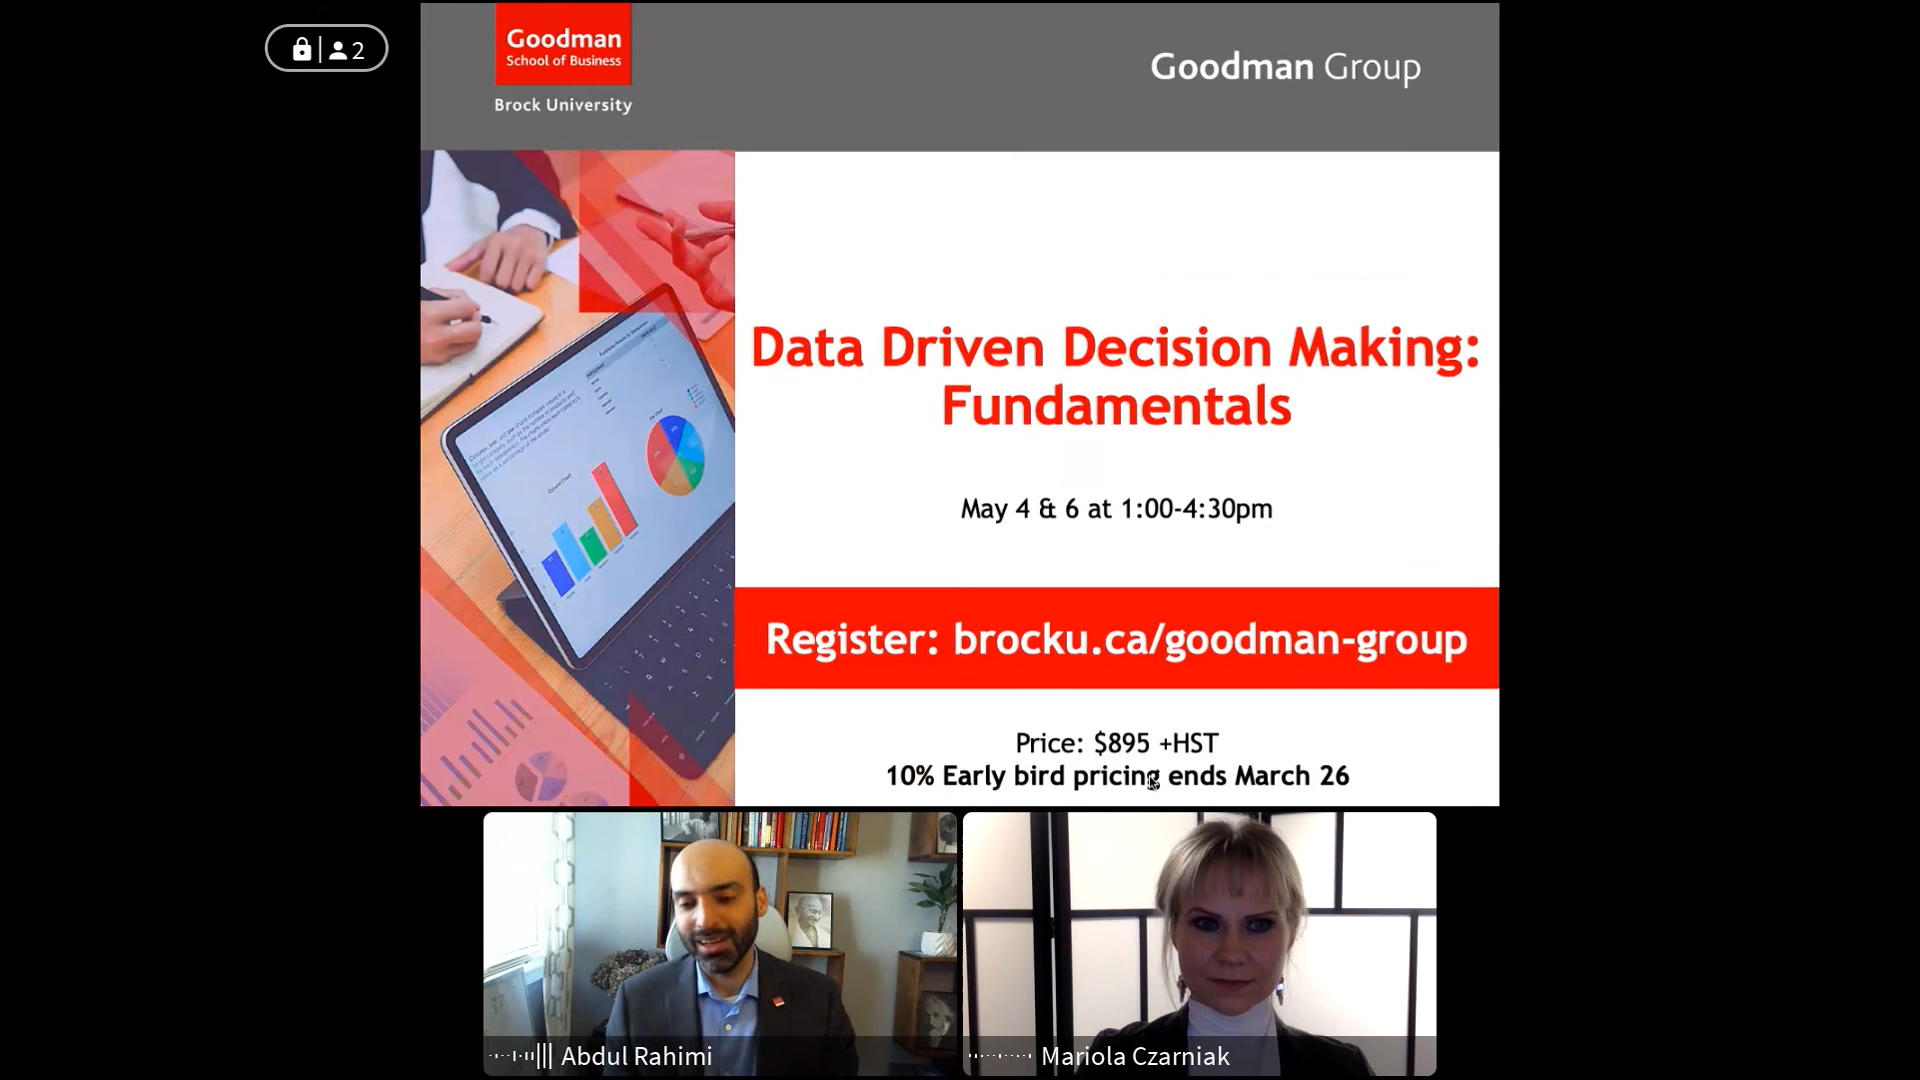 2
Goodman
School of Business
Brock University
Goodman Group
Data Driven Decision Making:
Fundamentals
May 4 & 6 at 1:00-4:30pm
Register: brocku.ca/goodman-group
Price: $895 +HST
10% Early bird pricing ends March 26
Abdul Rahimi
Mariola Czarniak